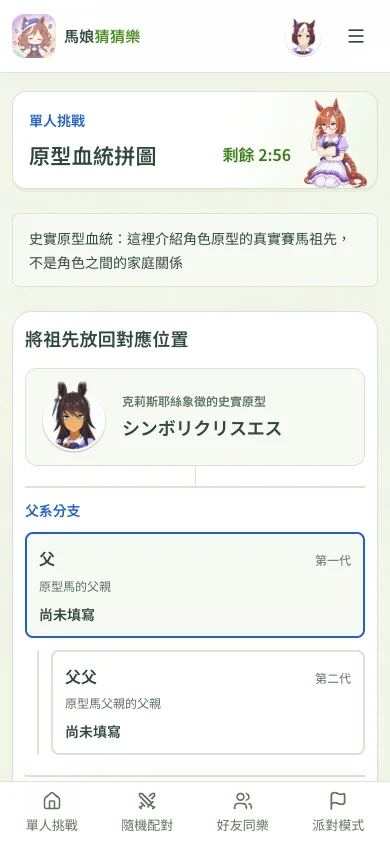 馬娘猜猜樂
單人挑戰
原型血統拼圖
剩餘 2:56
史實原型血統：這裡介紹角色原型的真實賽馬祖先，
不是角色之間的家庭關係
將祖先放回對應位置
克莉斯耶絲象徵的史實原型
シンボリクリスエス
父系分支
父
第一代
原型馬的父親
尚未填寫
父父
第二代
原型馬父親的父親
尚未填寫
單人挑戰
隨機配對
好友同樂
派對模式